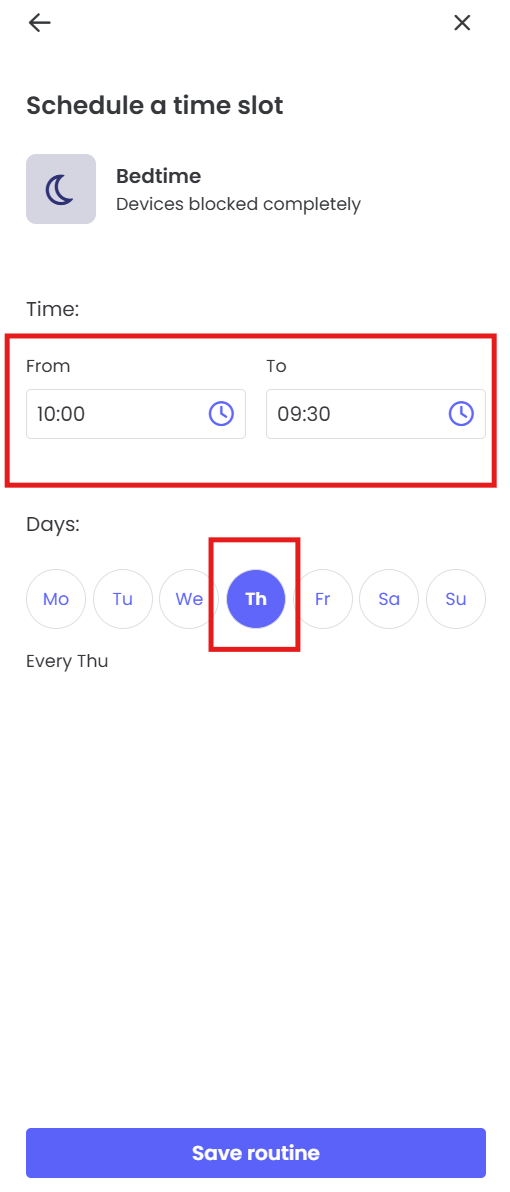 Schedule a time slot
Bedtime
Devices blocked completely
Time:
From To
10:00 09:30
Days:
Mo Tu We Th Fr Sa Su
Every Thu
Save routine